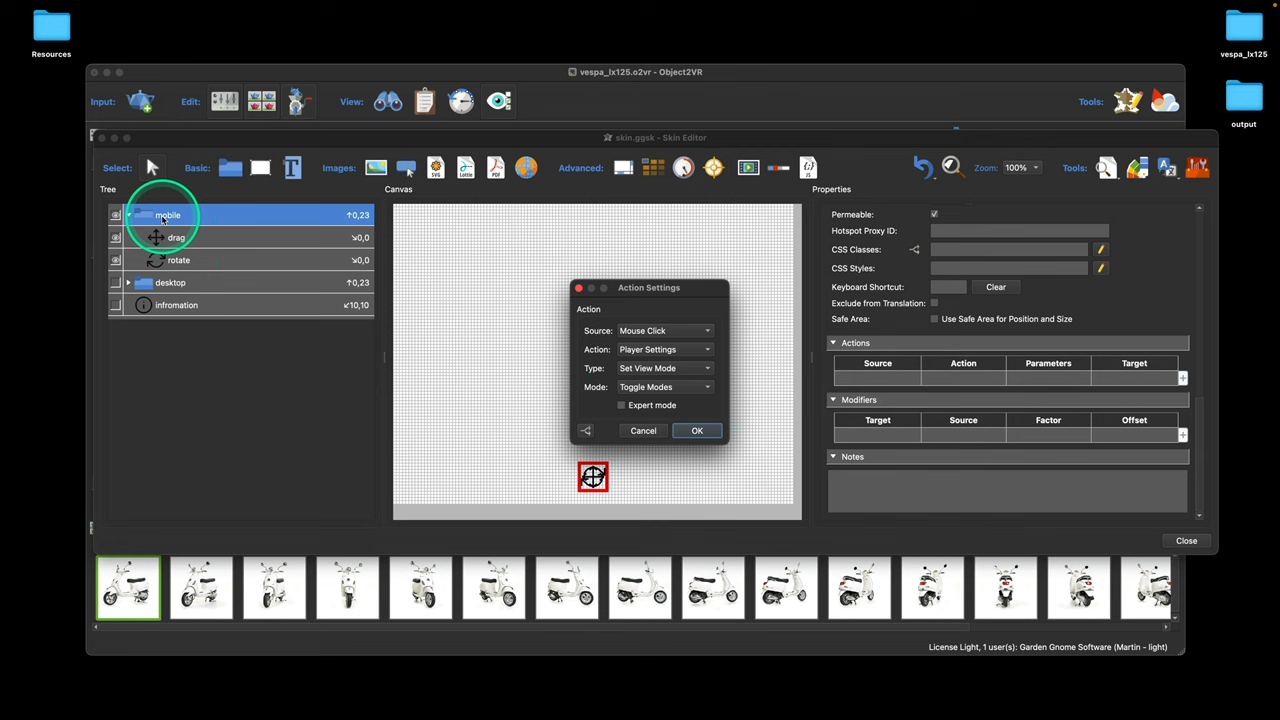 Resources
vespa_lx125
output
vespa_lx125.o2vr - Object2VR
Input:
Edit:
View:
Tools:
skin.ggsk - Skin Editor
Select:
Basic:
Images:
SVG
Lottie
PDF
Advanced:
Zoom: 100%
Tools:
Tree
Canvas
Properties
mobile ↑0,23
drag ↘0,0
rotate ↘0,0
desktop ↑0,23
infromation ↙10,10
Action Settings
Action
Source: Mouse Click
Action: Player Settings
Type: Set View Mode
Mode: Toggle Modes
Expert mode
Cancel
OK
Permeable:
Hotspot Proxy ID:
CSS Classes:
CSS Styles:
Keyboard Shortcut: Clear
Exclude from Translation:
Safe Area: Use Safe Area for Position and Size
Actions
Source Action Parameters Target
Modifiers
Target Source Factor Offset
Notes
Close
License Light, 1 user(s): Garden Gnome Software (Martin - light)